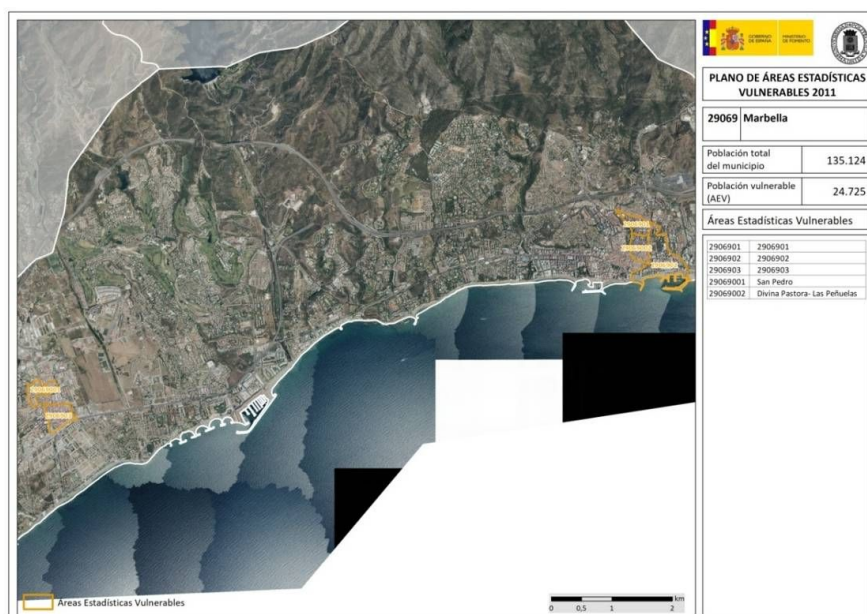 GOBIERNO
DE ESPAÑA
MINISTERIO
DE FOMENTO
PLANO DE ÁREAS ESTADÍSTICAS
VULNERABLES 2011
29069 Marbella
Población total
del municipio
135.124
Población vulnerable
(AEV)
24.725
Áreas Estadísticas Vulnerables
2906901 2906901
2906902 2906902
2906903 2906903
29069001 San Pedro
29069002 Divina Pastora- Las Peñuelas
Áreas Estadísticas Vulnerables
km
0 0,5 1 2